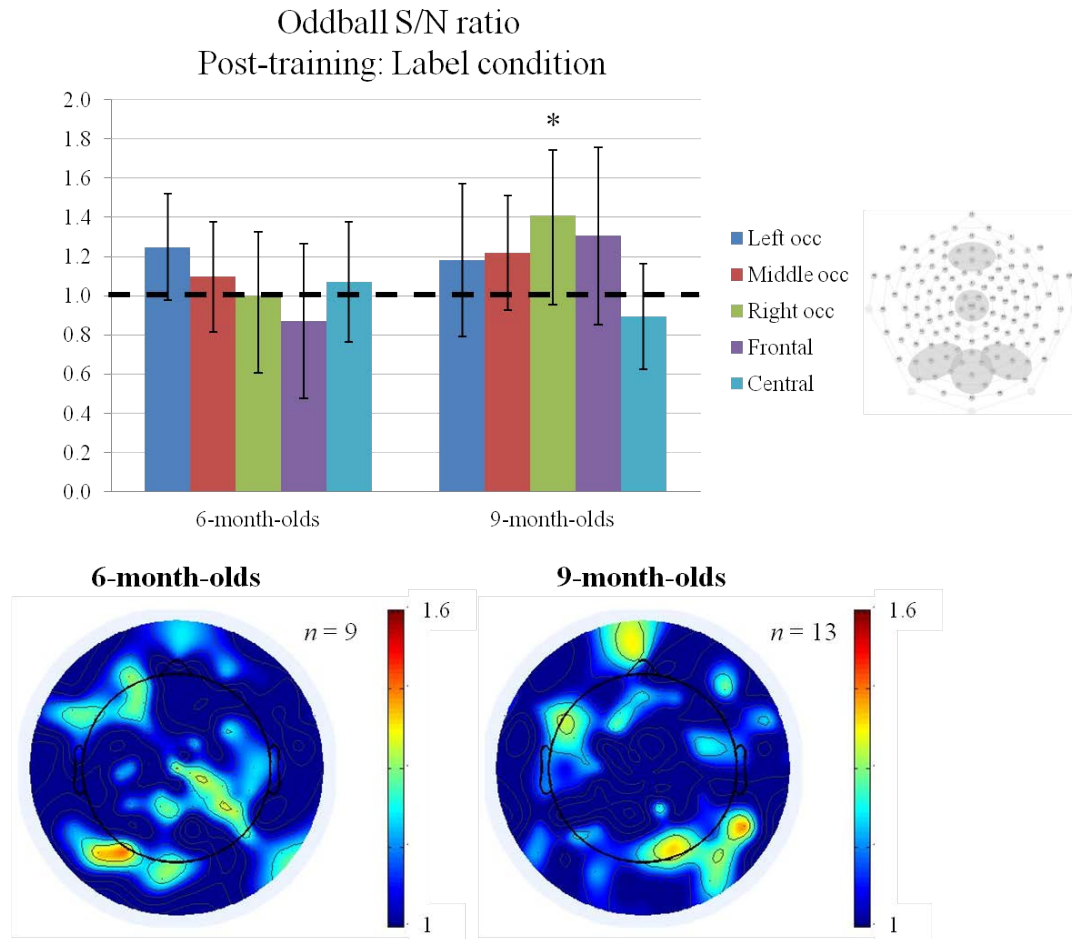 Oddball S/N ratio
Post-training: Label condition
2.0
1.8
1.6
1.4
1.2
1.0
0.8
0.6
0.4
0.2
0.0
*
6-month-olds
9-month-olds
Left occ
Middle occ
Right occ
Frontal
Central
6-month-olds
9-month-olds
n = 9
1.6
1
n = 13
1.6
1